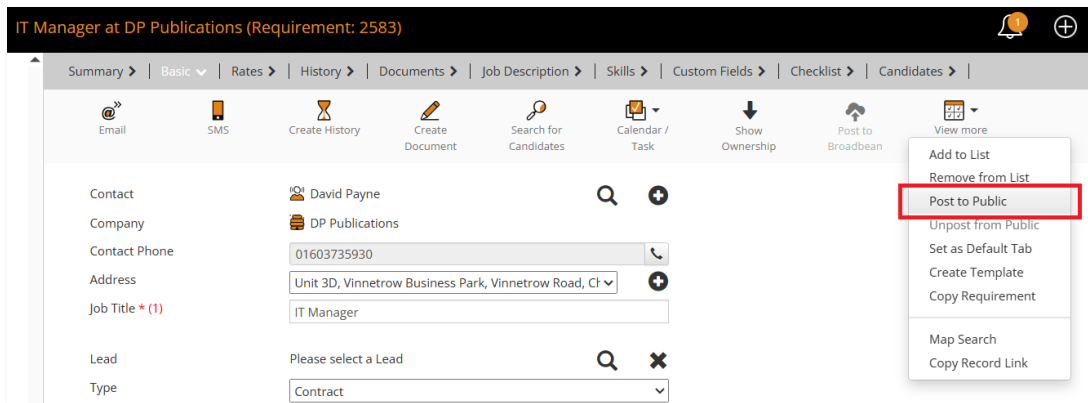 IT Manager at DP Publications (Requirement: 2583)
1
Summary | Basic | Rates | History | Documents | Job Description | Skills | Custom Fields | Checklist | Candidates |
Email
SMS
Create History
Create Document
Search for Candidates
Calendar / Task
Show Ownership
Post to Broadbean
View more
Add to List
Remove from List
Post to Public
Unpost from Public
Set as Default Tab
Create Template
Copy Requirement
Map Search
Copy Record Link
Contact David Payne
Company DP Publications
Contact Phone 01603735930
Address Unit 3D, Vinnetrow Business Park, Vinnetrow Road, Ch
Job Title * (1) IT Manager
Lead Please select a Lead
Type Contract